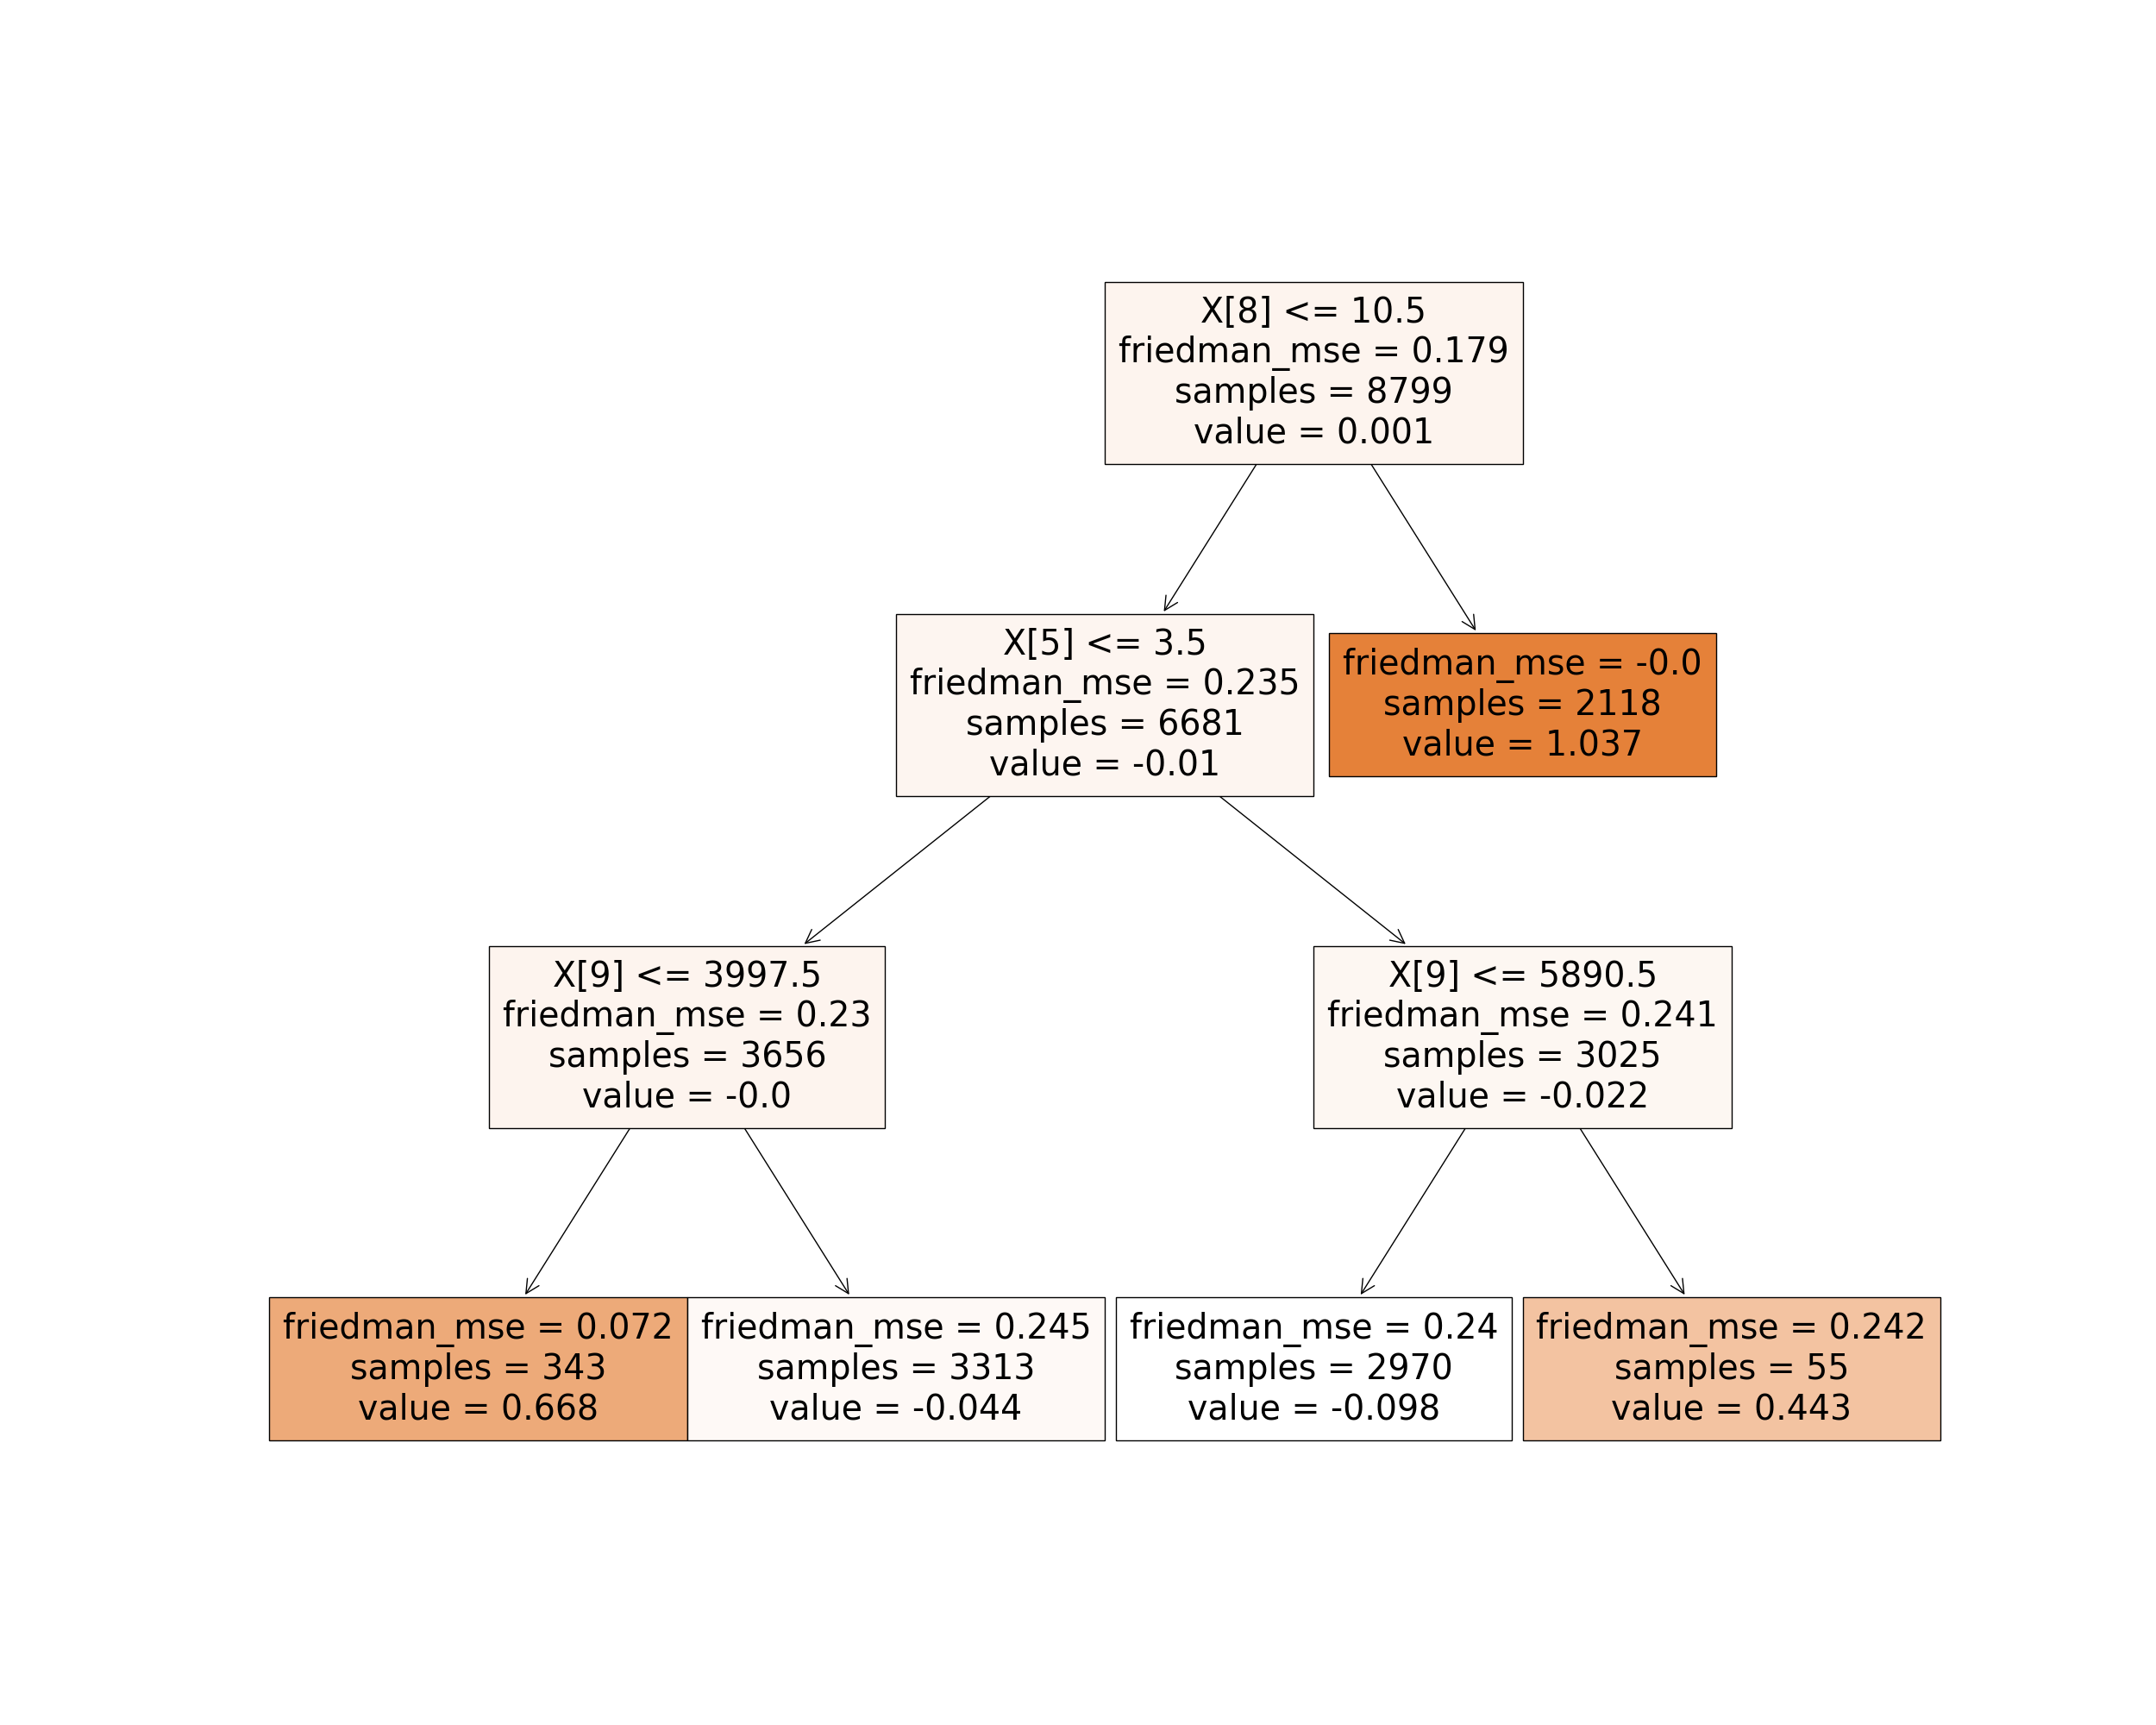 X[8] <= 10.5
friedman_mse = 0.179
samples = 8799
value = 0.001
X[5] <= 3.5
friedman_mse = 0.235
samples = 6681
value = -0.01
friedman_mse = -0.0
samples = 2118
value = 1.037
X[9] <= 3997.5
friedman_mse = 0.23
samples = 3656
value = -0.0
X[9] <= 5890.5
friedman_mse = 0.241
samples = 3025
value = -0.022
friedman_mse = 0.072
samples = 343
value = 0.668
friedman_mse = 0.245
samples = 3313
value = -0.044
friedman_mse = 0.24
samples = 2970
value = -0.098
friedman_mse = 0.242
samples = 55
value = 0.443